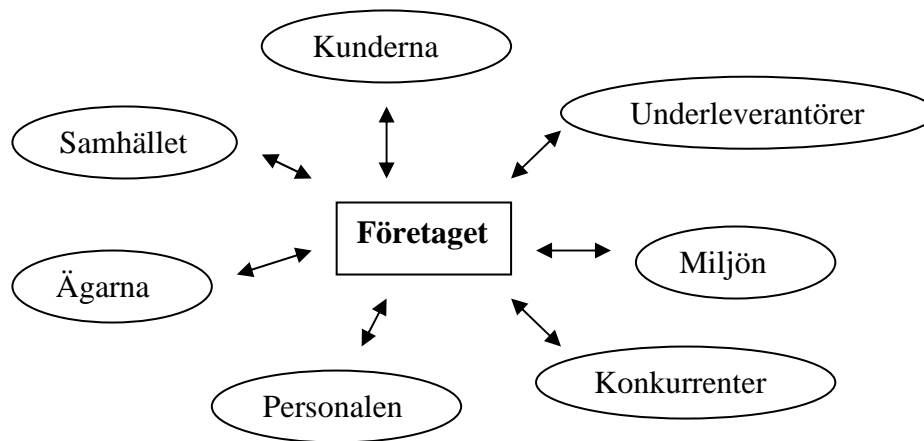 Kunderna
Underleverantörer
Samhället
Företaget
Ägarna
Miljön
Personalen
Konkurrenter